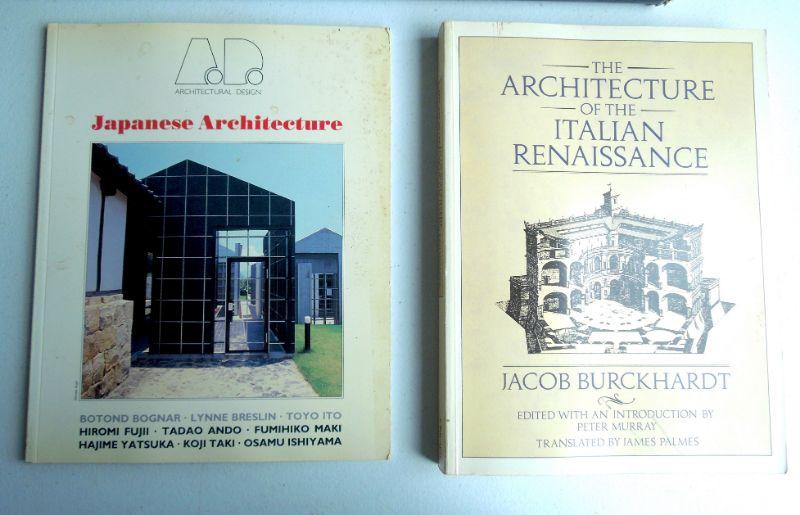 A.D.
ARCHITECTURAL DESIGN
Japanese Architecture
BOTOND BOGNAR · LYNNE BRESLIN · TOYO ITO
HIROMI FUJII · TADAO ANDO · FUMIHIKO MAKI
HAJIME YATSUKA · KOJI TAKI · OSAMU ISHIYAMA
THE
ARCHITECTURE
OF THE
ITALIAN
RENAISSANCE
JACOB BURCKHARDT
EDITED WITH AN INTRODUCTION BY
PETER MURRAY
TRANSLATED BY JAMES PALMES